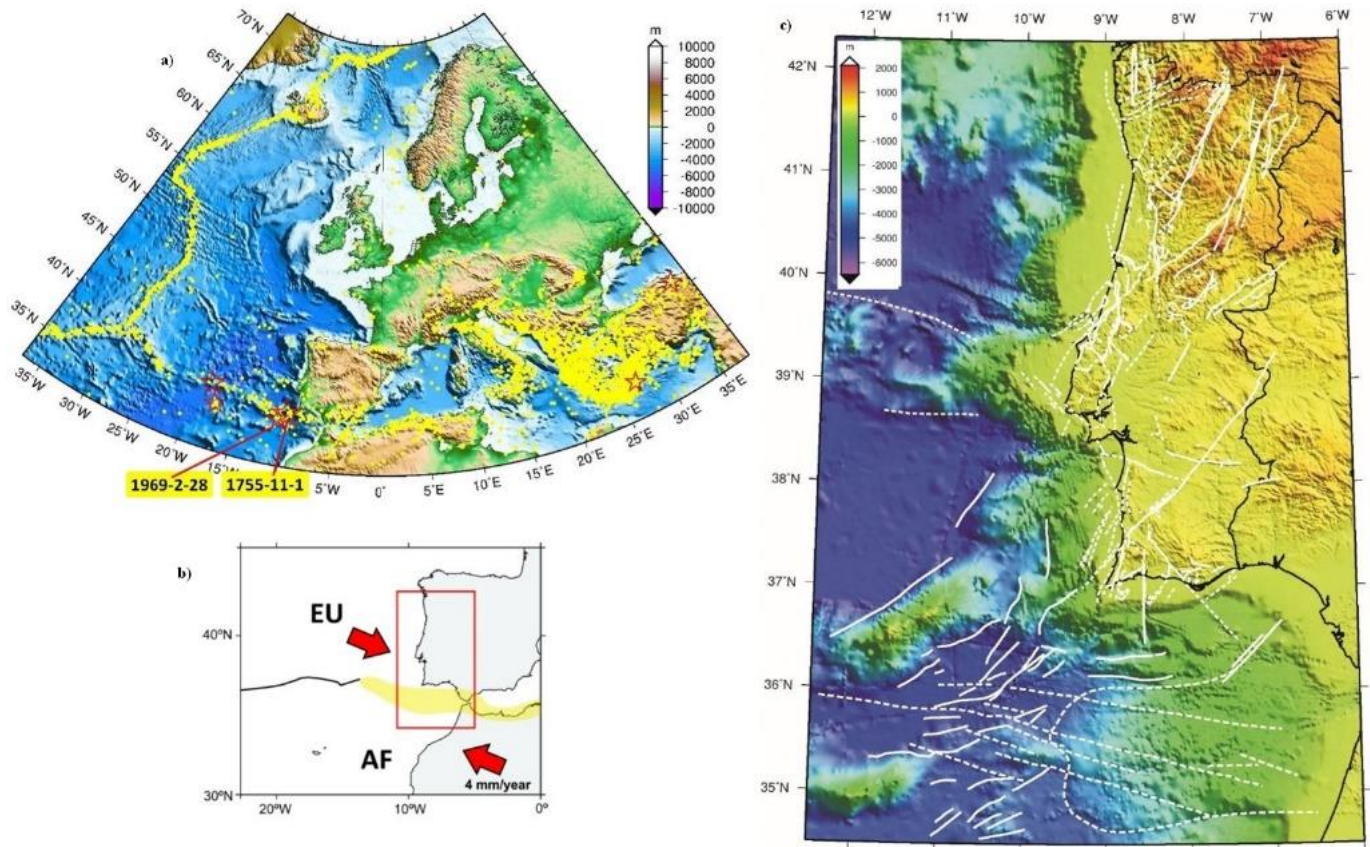 a)
70°N
65°N
60°N
55°N
50°N
45°N
40°N
35°N
35°W
30°W
25°W
20°W
15°W
5°W
0°
5°E
10°E
15°E
20°E
25°E
30°E
35°E
m
10000
8000
6000
4000
2000
0
-2000
-4000
-6000
-8000
-10000
1969-2-28
1755-11-1
b)
EU
AF
4 mm/year
40°N
30°N
20°W
10°W
0°
c)
12°W
11°W
10°W
9°W
8°W
7°W
6°W
m
2000
1000
0
-1000
-2000
-3000
-4000
-5000
-6000
42°N
41°N
40°N
39°N
38°N
37°N
36°N
35°N